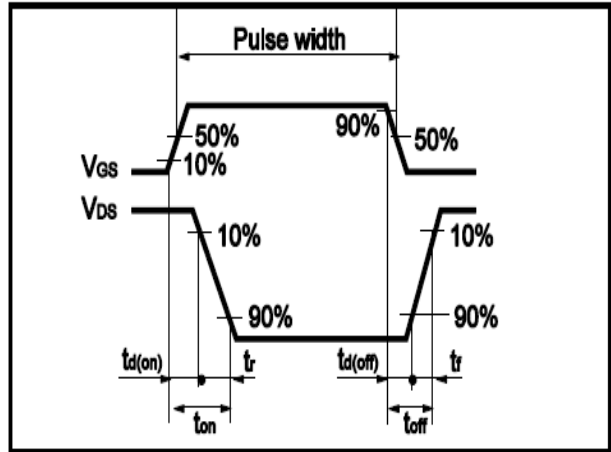 Pulse width
90%
50%
50%
VGS
10%
VDS
10%
10%
90%
90%
td(on)
tr
td(off)
tf
ton
toff